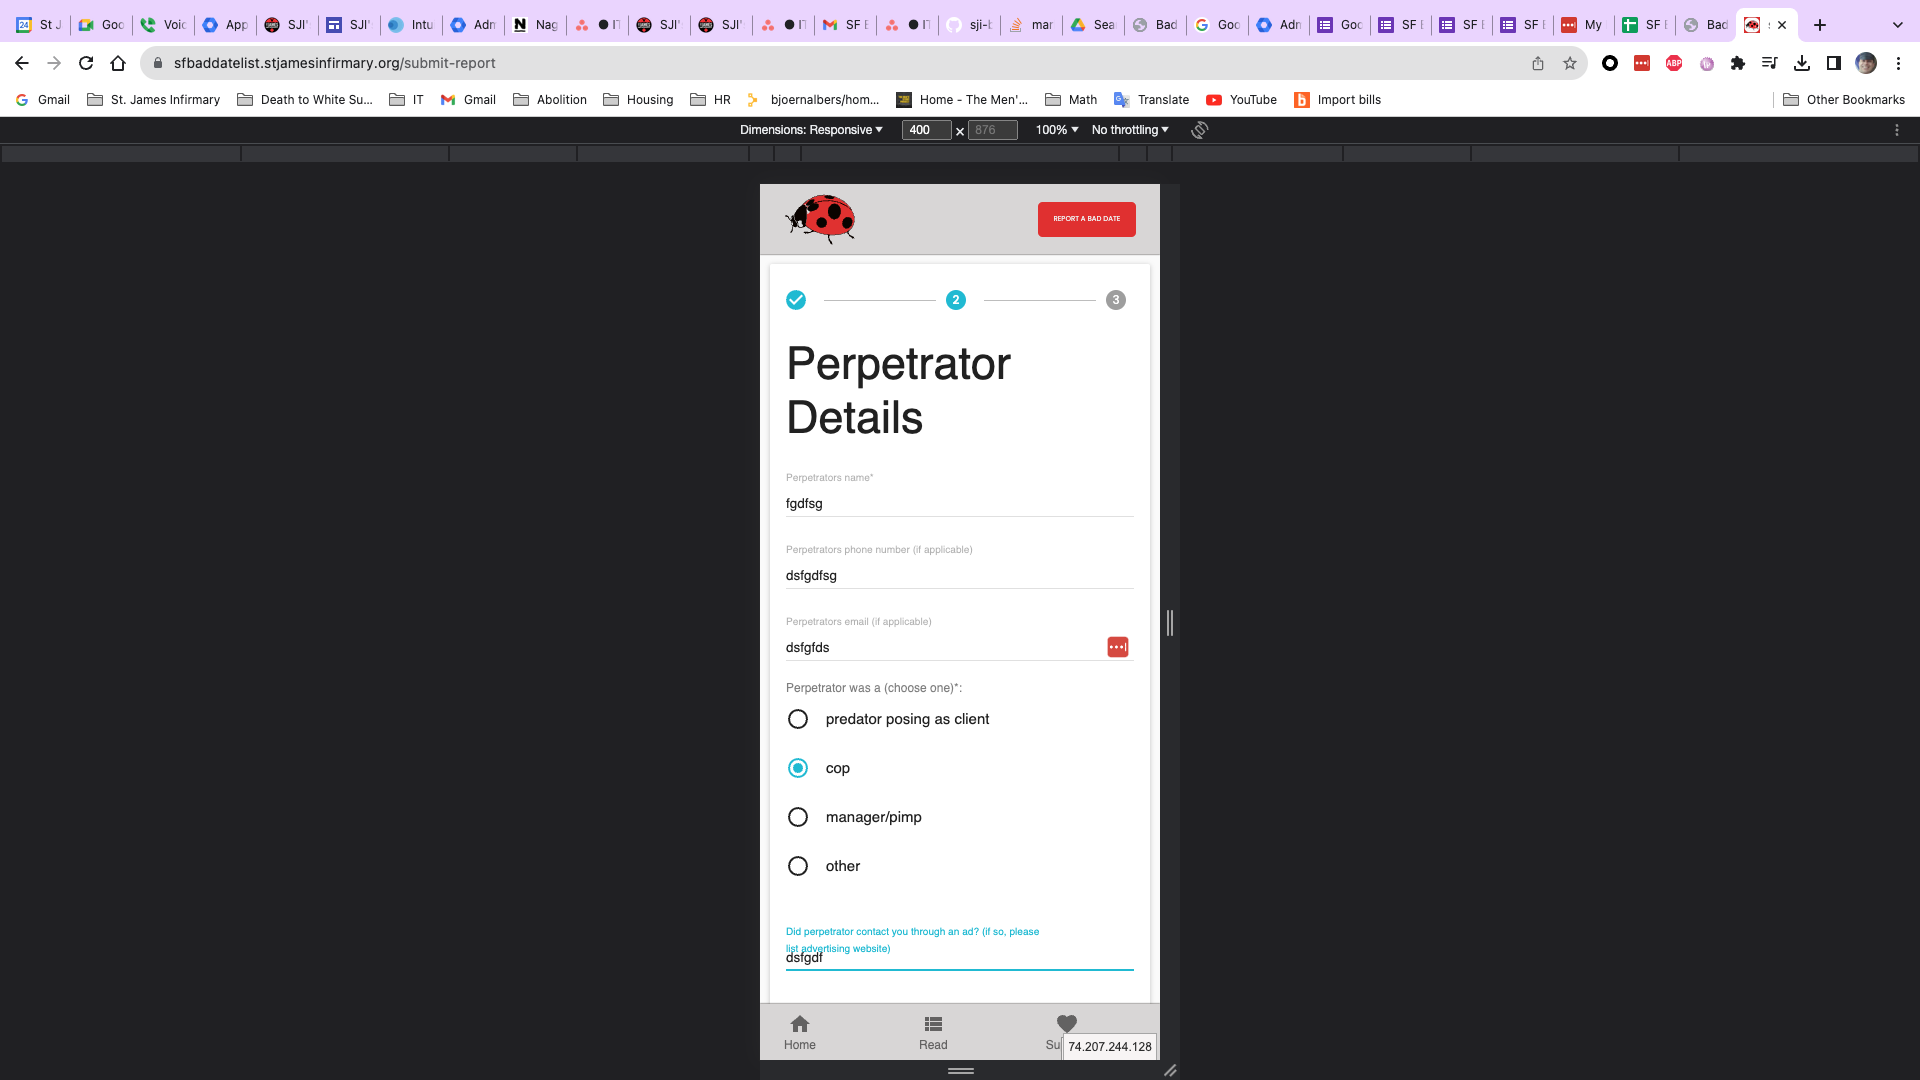 St J
Goo
Voic
App
SJI'
SJI'
Intu
Adn
Nag
SJI'
SJI'
SF E
sji-b
mar
Sea
Bad
Goo
Adn
Goo
SF E
SF E
SF E
My
SF E
Bad
sfbaddatelist.stjamesinfirmary.org/submit-report
ABP
Gmail
St. James Infirmary
Death to White Su...
IT
Gmail
Abolition
Housing
HR
bjoernalbers/hom...
Home - The Men'...
Math
Translate
YouTube
Import bills
Other Bookmarks
Dimensions: Responsive
400
×
876
100%
No throttling
REPORT A BAD DATE
2
3
Perpetrator
Details
Perpetrators name*
fgdfsg
Perpetrators phone number (if applicable)
dsfgdfsg
Perpetrators email (if applicable)
dsfgfds
Perpetrator was a (choose one)*:
predator posing as client
cop
manager/pimp
other
Did perpetrator contact you through an ad? (if so, please
list advertising website)
dsfgdf
Home
Read
Su
74.207.244.128